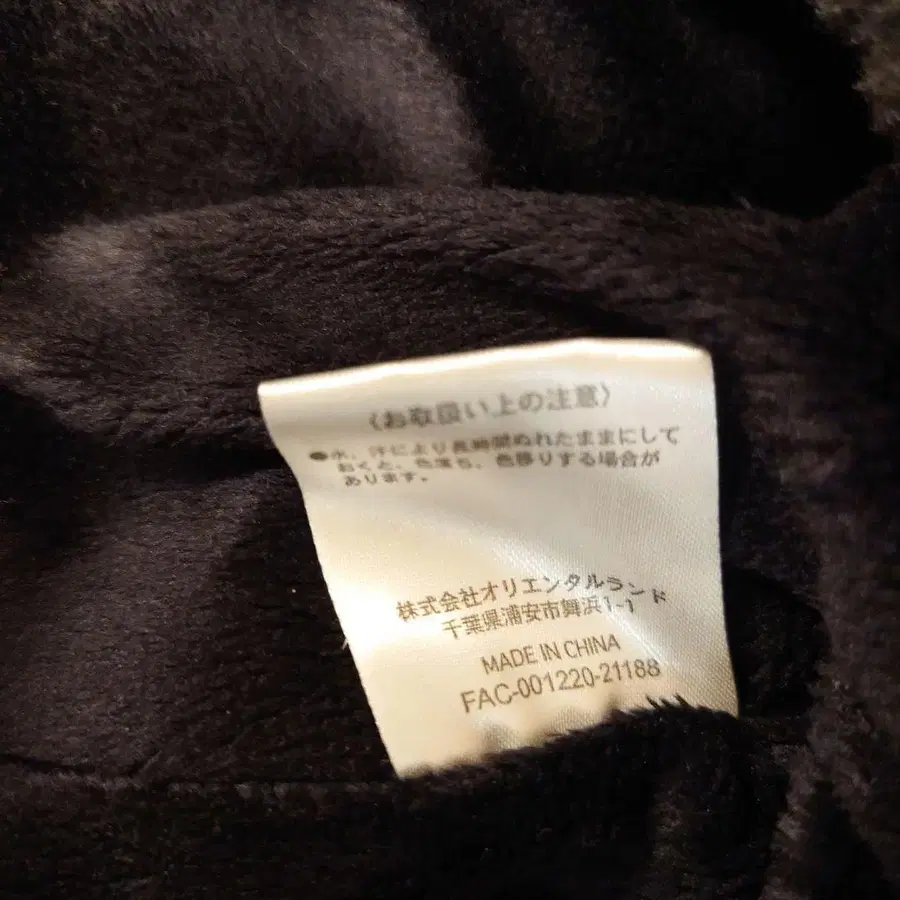 〈お取扱い上の注意〉
●水、汗により長時間ぬれたままにして
おくと、色落ち、色移りする場合が
あります。
株式会社オリエンタルランド
千葉県浦安市舞浜1-1
MADE IN CHINA
FAC-001220-21188